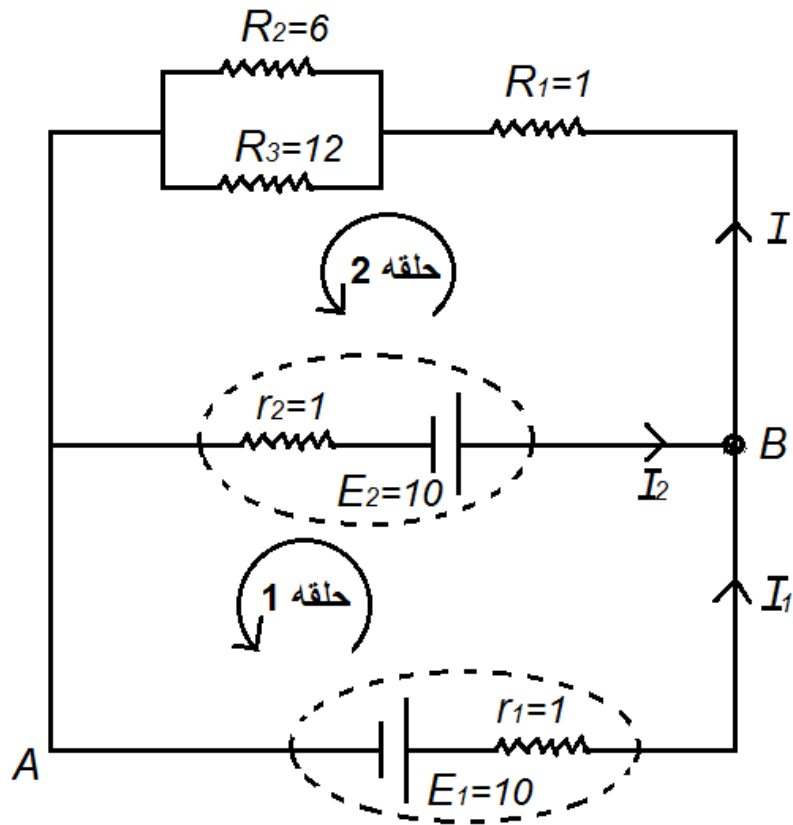 R₂=6
R₁=1
R₃=12
I
حلقه 2
r₂=1
B
E₂=10
I₂
حلقه 1
I₁
r₁=1
A
E₁=10